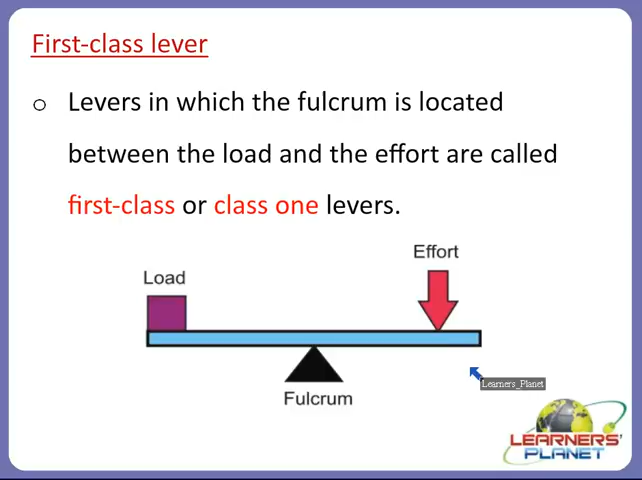 First-class lever
o Levers in which the fulcrum is located
between the load and the effort are called
first-class or class one levers.
Effort
Load
Fulcrum
Learners_Planet
LEARNERS'
PLANET